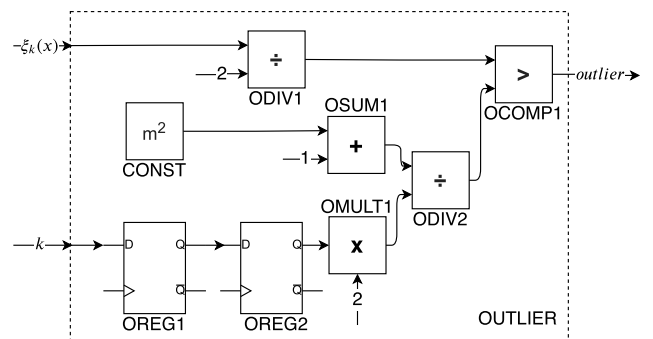 ξₖ(x)
÷
2
ODIV1
>
outlier
OCOMP1
m²
CONST
OSUM1
+
1
÷
ODIV2
k
D Q
Q̅
OREG1
D Q
Q̅
OREG2
OMULT1
x
2
OUTLIER